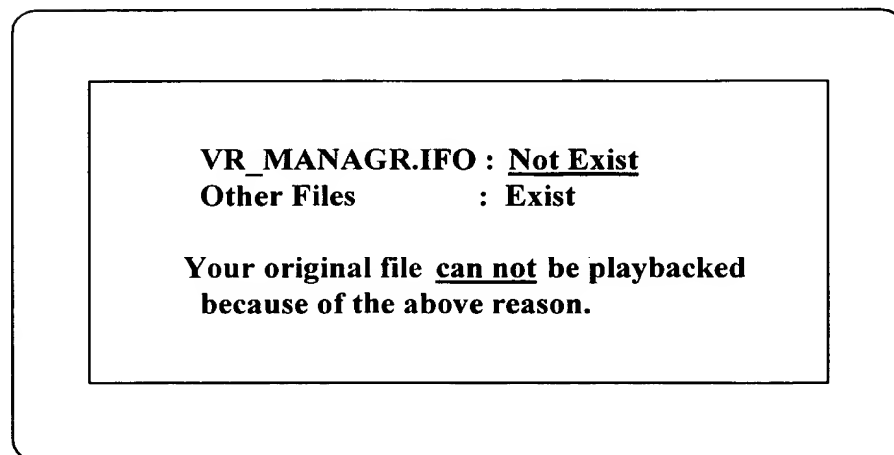 VR_MANAGR.IFO : Not Exist
Other Files : Exist
Your original file can not be playbacked
because of the above reason.